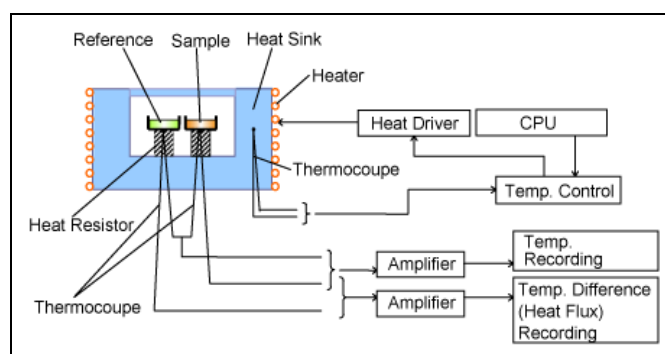 Reference
Sample
Heat Sink
Heater
Heat Driver
CPU
Thermocoupe
Temp. Control
Heat Resistor
Temp.
Recording
Amplifier
Thermocoupe
Amplifier
Temp. Difference
(Heat Flux)
Recording